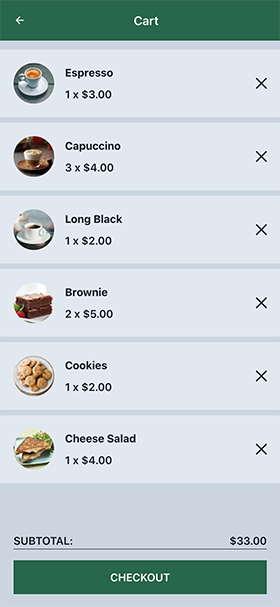 Cart
Espresso
1 x $3.00
Capuccino
3 x $4.00
Long Black
1 x $2.00
Brownie
2 x $5.00
Cookies
1 x $2.00
Cheese Salad
1 x $4.00
SUBTOTAL: $33.00
CHECKOUT